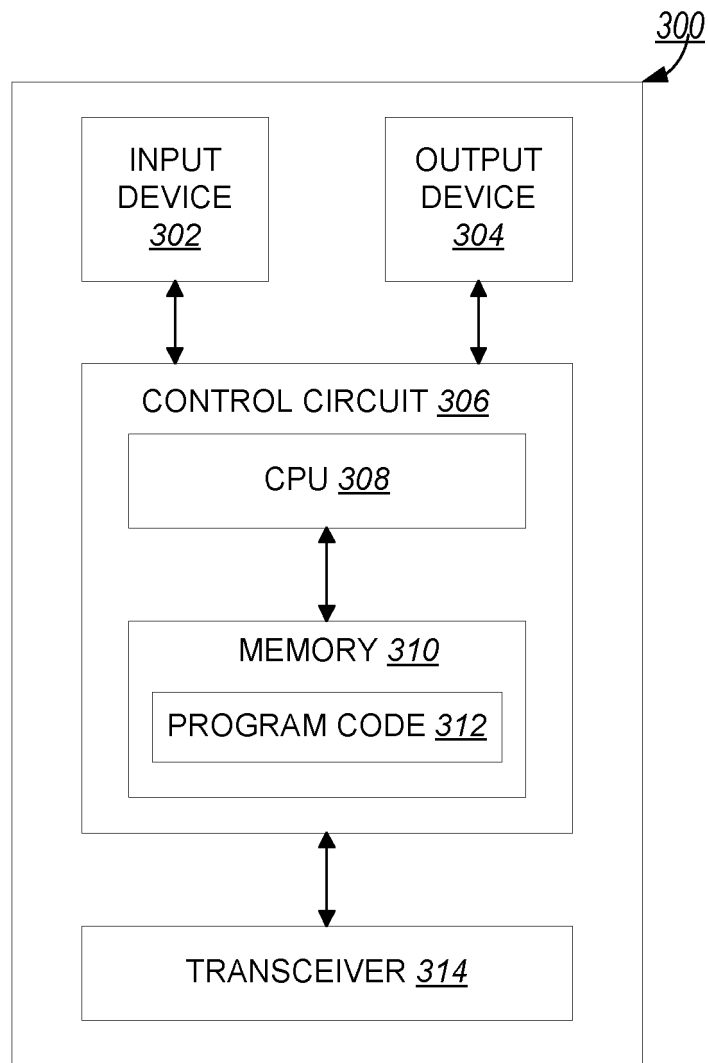 300
INPUT
DEVICE
302
OUTPUT
DEVICE
304
CONTROL CIRCUIT 306
CPU 308
MEMORY 310
PROGRAM CODE 312
TRANSCEIVER 314